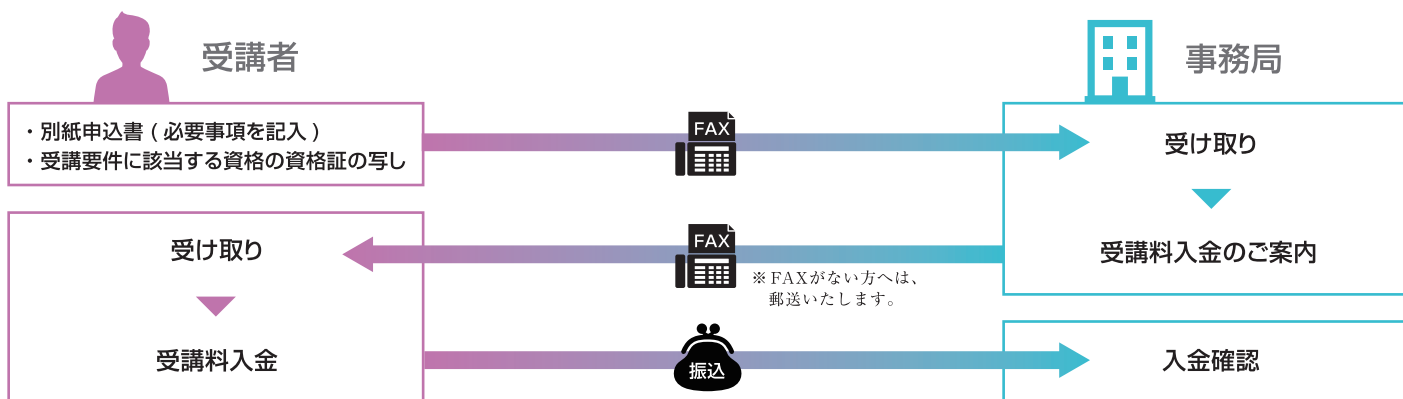 受講者
事務局
・別紙申込書 ( 必要事項を記入 )
・受講要件に該当する資格の資格証の写し
FAX
受け取り
受け取り
FAX
受講料入金のご案内
※FAXがない方へは、
郵送いたします。
受講料入金
振込
入金確認